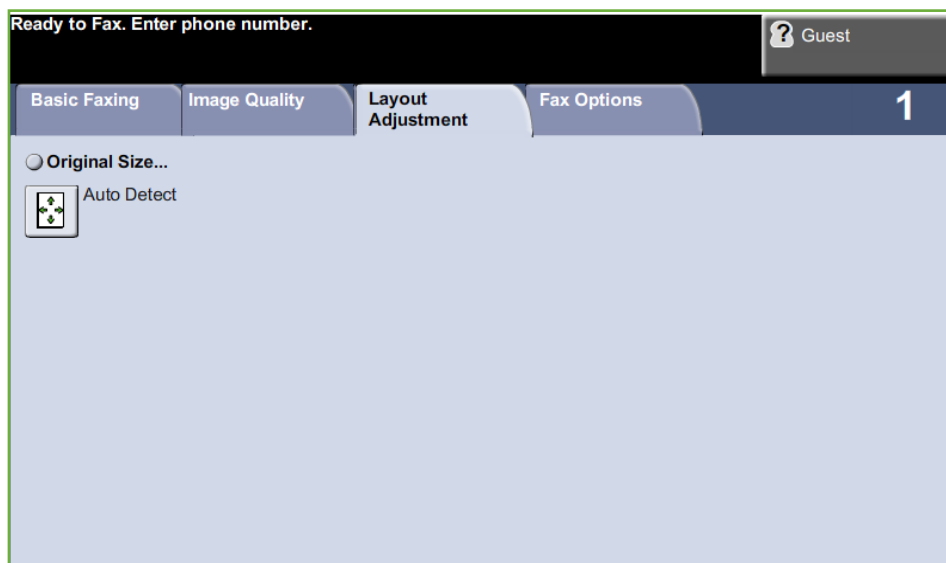 Ready to Fax. Enter phone number.
? Guest
Basic Faxing
Image Quality
Layout
Adjustment
Fax Options
1
Original Size...
Auto Detect